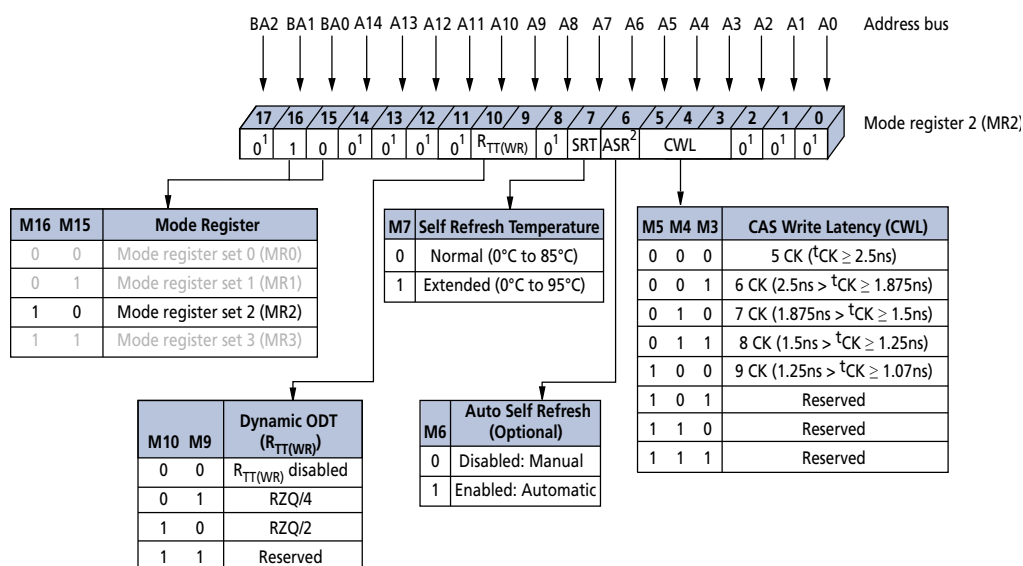 BA2 BA1 BA0 A14 A13 A12 A11 A10 A9 A8 A7 A6 A5 A4 A3 A2 A1 A0 Address bus
17 16 15 14 13 12 11 10 9 8 7 6 5 4 3 2 1 0
Mode register 2 (MR2)
0¹ 1 0 0¹ 0¹ 0¹ 0¹ RTT(WR) 0¹ SRT ASR² CWL 0¹ 0¹ 0¹
M16 M15 Mode Register
0 0 Mode register set 0 (MR0)
0 1 Mode register set 1 (MR1)
1 0 Mode register set 2 (MR2)
1 1 Mode register set 3 (MR3)
M7 Self Refresh Temperature
0 Normal (0°C to 85°C)
1 Extended (0°C to 95°C)
M5 M4 M3 CAS Write Latency (CWL)
0 0 0 5 CK (tCK ≥ 2.5ns)
0 0 1 6 CK (2.5ns > tCK ≥ 1.875ns)
0 1 0 7 CK (1.875ns > tCK ≥ 1.5ns)
0 1 1 8 CK (1.5ns > tCK ≥ 1.25ns)
1 0 0 9 CK (1.25ns > tCK ≥ 1.07ns)
1 0 1 Reserved
1 1 0 Reserved
1 1 1 Reserved
M10 M9 Dynamic ODT
(RTT(WR))
0 0 RTT(WR) disabled
0 1 RZQ/4
1 0 RZQ/2
1 1 Reserved
M6 Auto Self Refresh
(Optional)
0 Disabled: Manual
1 Enabled: Automatic